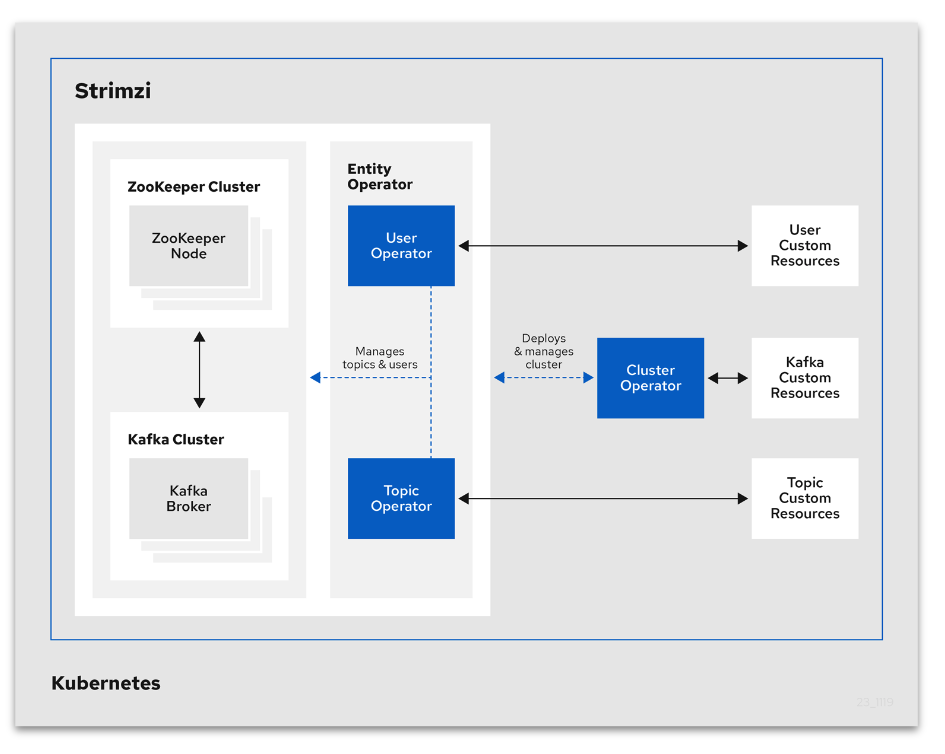 Strimzi
ZooKeeper Cluster
ZooKeeper
Node
Kafka Cluster
Kafka
Broker
Entity
Operator
User
Operator
Manages
topics & users
Topic
Operator
Deploys
& manages
cluster
Cluster
Operator
User
Custom
Resources
Kafka
Custom
Resources
Topic
Custom
Resources
Kubernetes
23_1119